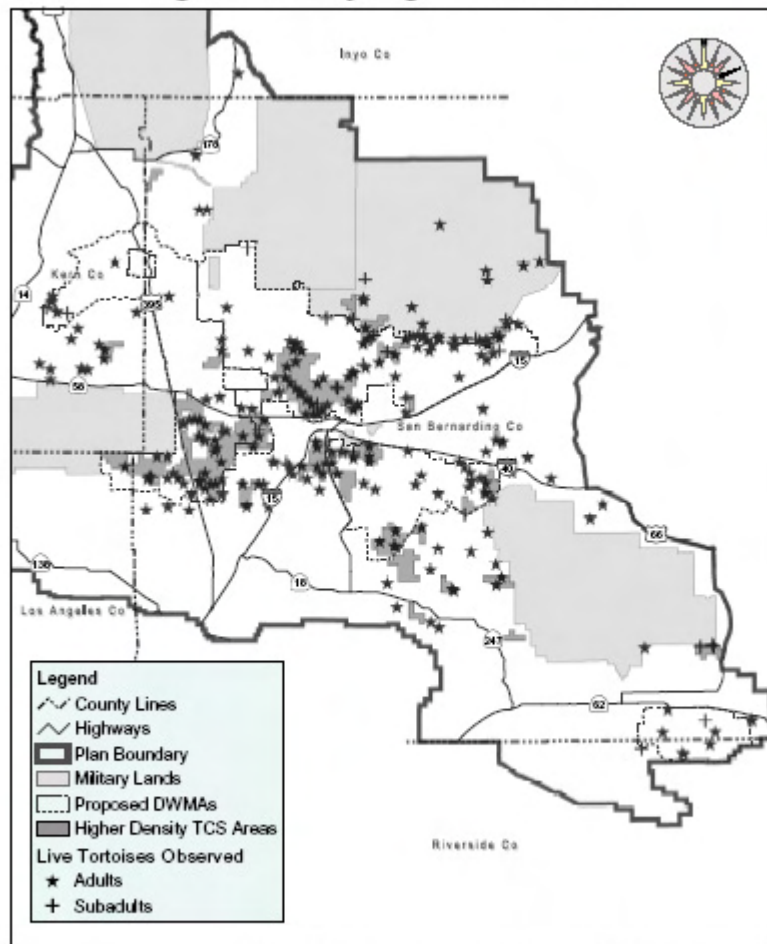 Inyo Co
178
Kern Co
14
395
15
58
San Bernardino Co
40
15
66
138
18
Los Angeles Co
247
62
Riverside Co
Legend
County Lines
Highways
Plan Boundary
Military Lands
Proposed DWMAs
Higher Density TCS Areas
Live Tortoises Observed
Adults
Subadults